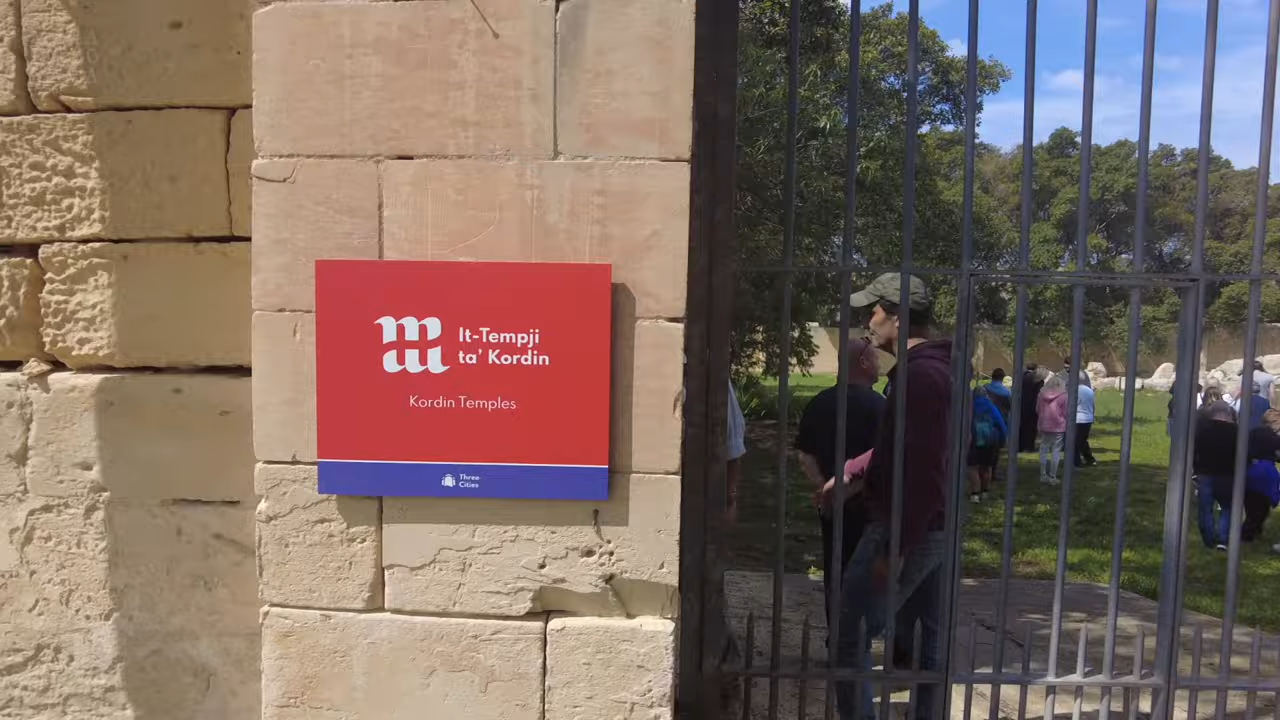 It-Tempji
ta’ Kordin
Kordin Temples
Three
Cities